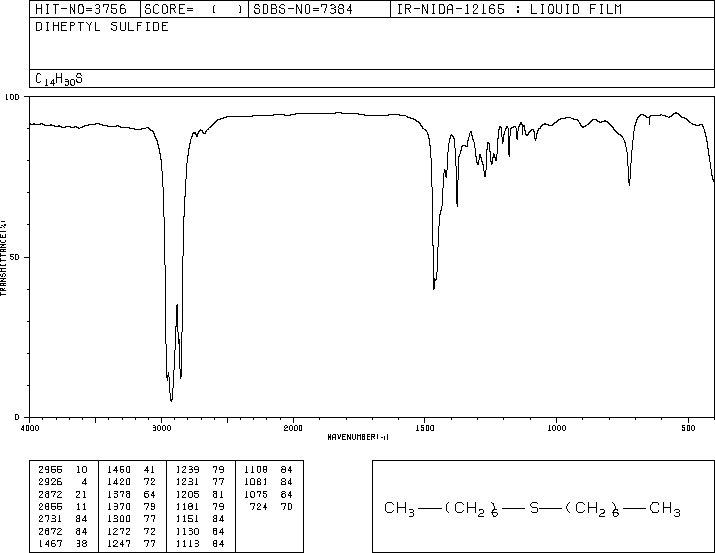 HIT-NO=3756 SCORE= ( ) SDBS-NO=7384 IR-NIDA-12165 : LIQUID FILM
DIHEPTYL SULFIDE
C14H30S
100
50
0
TRANSMITTANCE(%)
4000 3000 2000 1500 1000 500
WAVENUMBER(-1)
2956 10 1460 41 1239 79 1108 84
2926 4 1420 72 1231 77 1081 84
2872 21 1378 64 1205 81 1075 84
2855 11 1370 79 1181 79 724 70
2731 84 1300 77 1151 84
2672 84 1272 72 1130 84
1467 38 1247 77 1113 84
CH3—(CH2)6—S—(CH2)6—CH3